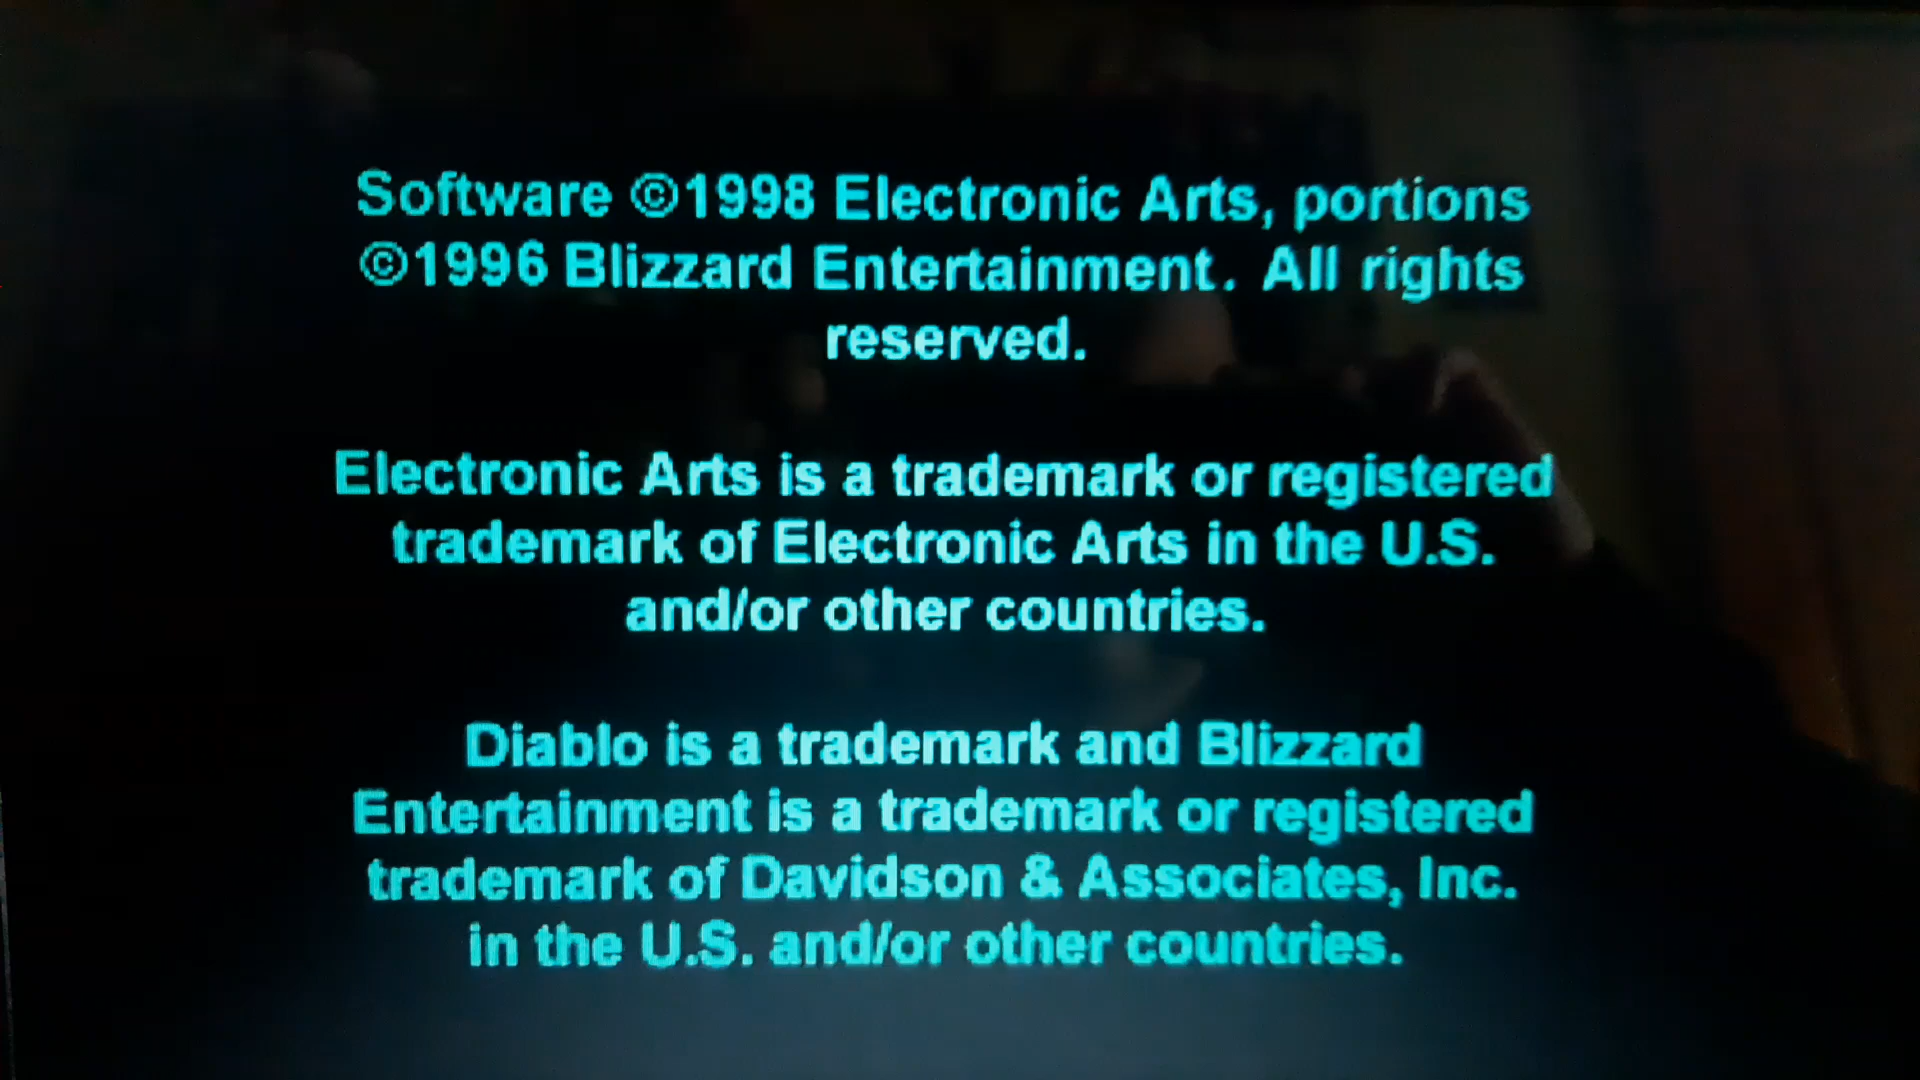 Software ©1998 Electronic Arts, portions
©1996 Blizzard Entertainment. All rights
reserved.
Electronic Arts is a trademark or registered
trademark of Electronic Arts in the U.S.
and/or other countries.
Diablo is a trademark and Blizzard
Entertainment is a trademark or registered
trademark of Davidson & Associates, Inc.
in the U.S. and/or other countries.